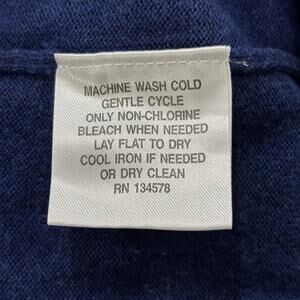 MACHINE WASH COLD
GENTLE CYCLE
ONLY NON-CHLORINE
BLEACH WHEN NEEDED
LAY FLAT TO DRY
COOL IRON IF NEEDED
OR DRY CLEAN
RN 134578